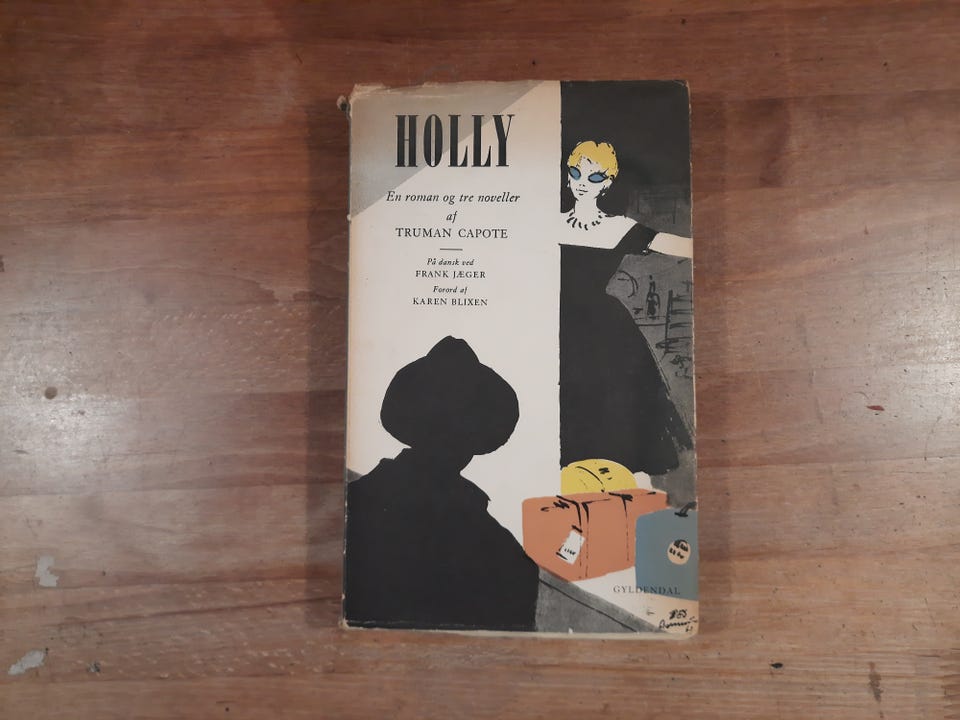 HOLLY
En roman og tre noveller
af
TRUMAN CAPOTE
På dansk ved
FRANK JÆGER
Forord af
KAREN BLIXEN
GYLDENDAL